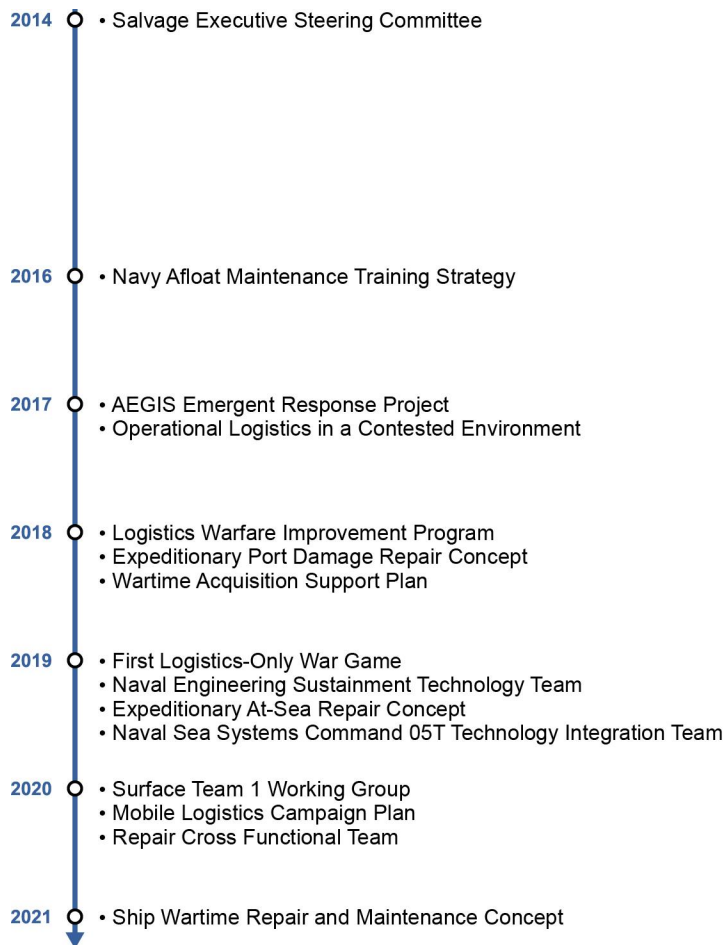 2014 • Salvage Executive Steering Committee
2016 • Navy Afloat Maintenance Training Strategy
2017 • AEGIS Emergent Response Project
• Operational Logistics in a Contested Environment
2018 • Logistics Warfare Improvement Program
• Expeditionary Port Damage Repair Concept
• Wartime Acquisition Support Plan
2019 • First Logistics-Only War Game
• Naval Engineering Sustainment Technology Team
• Expeditionary At-Sea Repair Concept
• Naval Sea Systems Command 05T Technology Integration Team
2020 • Surface Team 1 Working Group
• Mobile Logistics Campaign Plan
• Repair Cross Functional Team
2021 • Ship Wartime Repair and Maintenance Concept